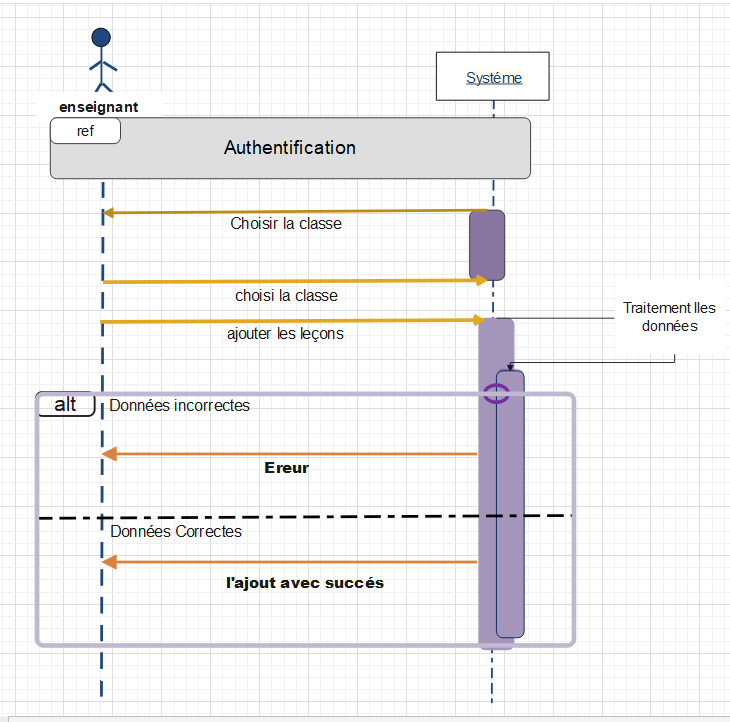 Systéme
enseignant
ref
Authentification
Choisir la classe
choisi la classe
ajouter les leçons
Traitement lles
données
alt
Données incorrectes
Ereur
Données Correctes
l'ajout avec succés